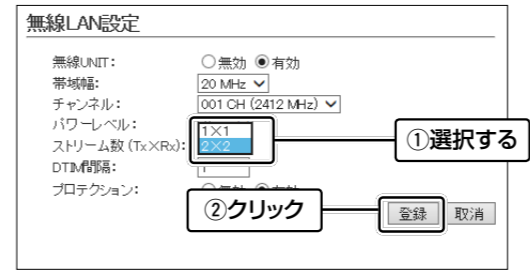 無線LAN設定
無線UNIT： 無効 有効
帯域幅： 20 MHz
チャンネル： 001 CH (2412 MHz)
パワーレベル：
1×1
ストリーム数 (Tx×Rx)： 2×2
①選択する
DTIM間隔： 1
プロテクション： 無効 有効
②クリック
登録 取消